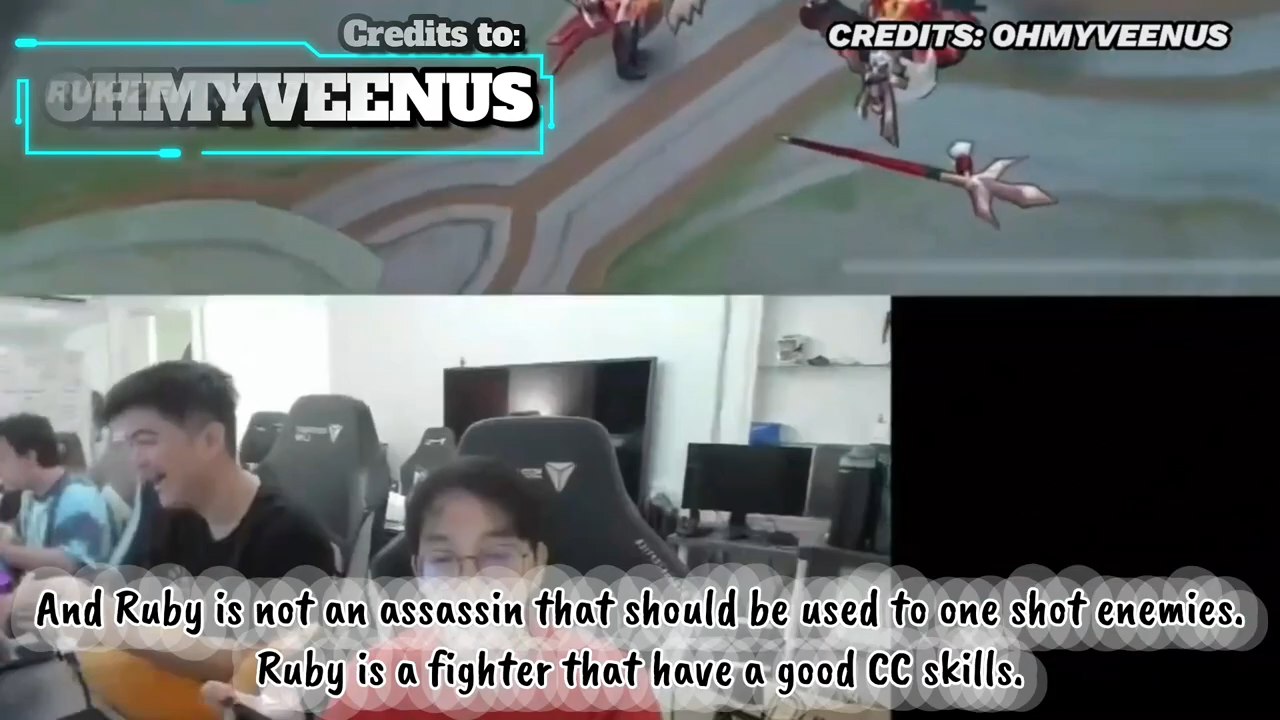 Credits to:
OHMYVEENUS
CREDITS: OHMYVEENUS
And Ruby is not an assassin that should be used to one shot enemies.
Ruby is a fighter that have a good CC skills.